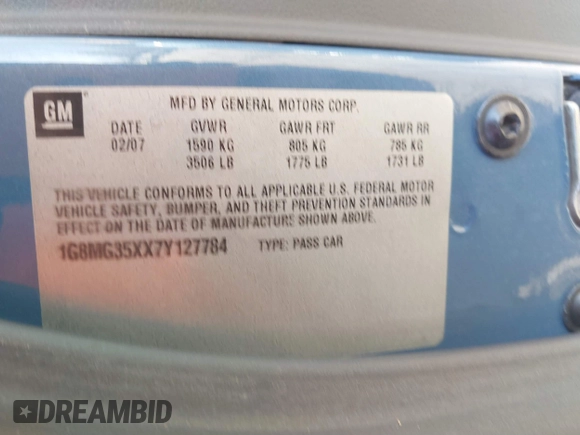 GM
MFD BY GENERAL MOTORS CORP.
DATE GVWR GAWR FRT GAWR RR
02/07 1590 KG 805 KG 785 KG
3506 LB 1775 LB 1731 LB
THIS VEHICLE CONFORMS TO ALL APPLICABLE U.S. FEDERAL MOTOR
VEHICLE SAFETY, BUMPER, AND THEFT PREVENTION STANDARDS IN
EFFECT ON THE DATE OF MANUFACTURE SHOWN ABOVE.
1G8MG35XX7Y127784 TYPE: PASS CAR
DREAMBID